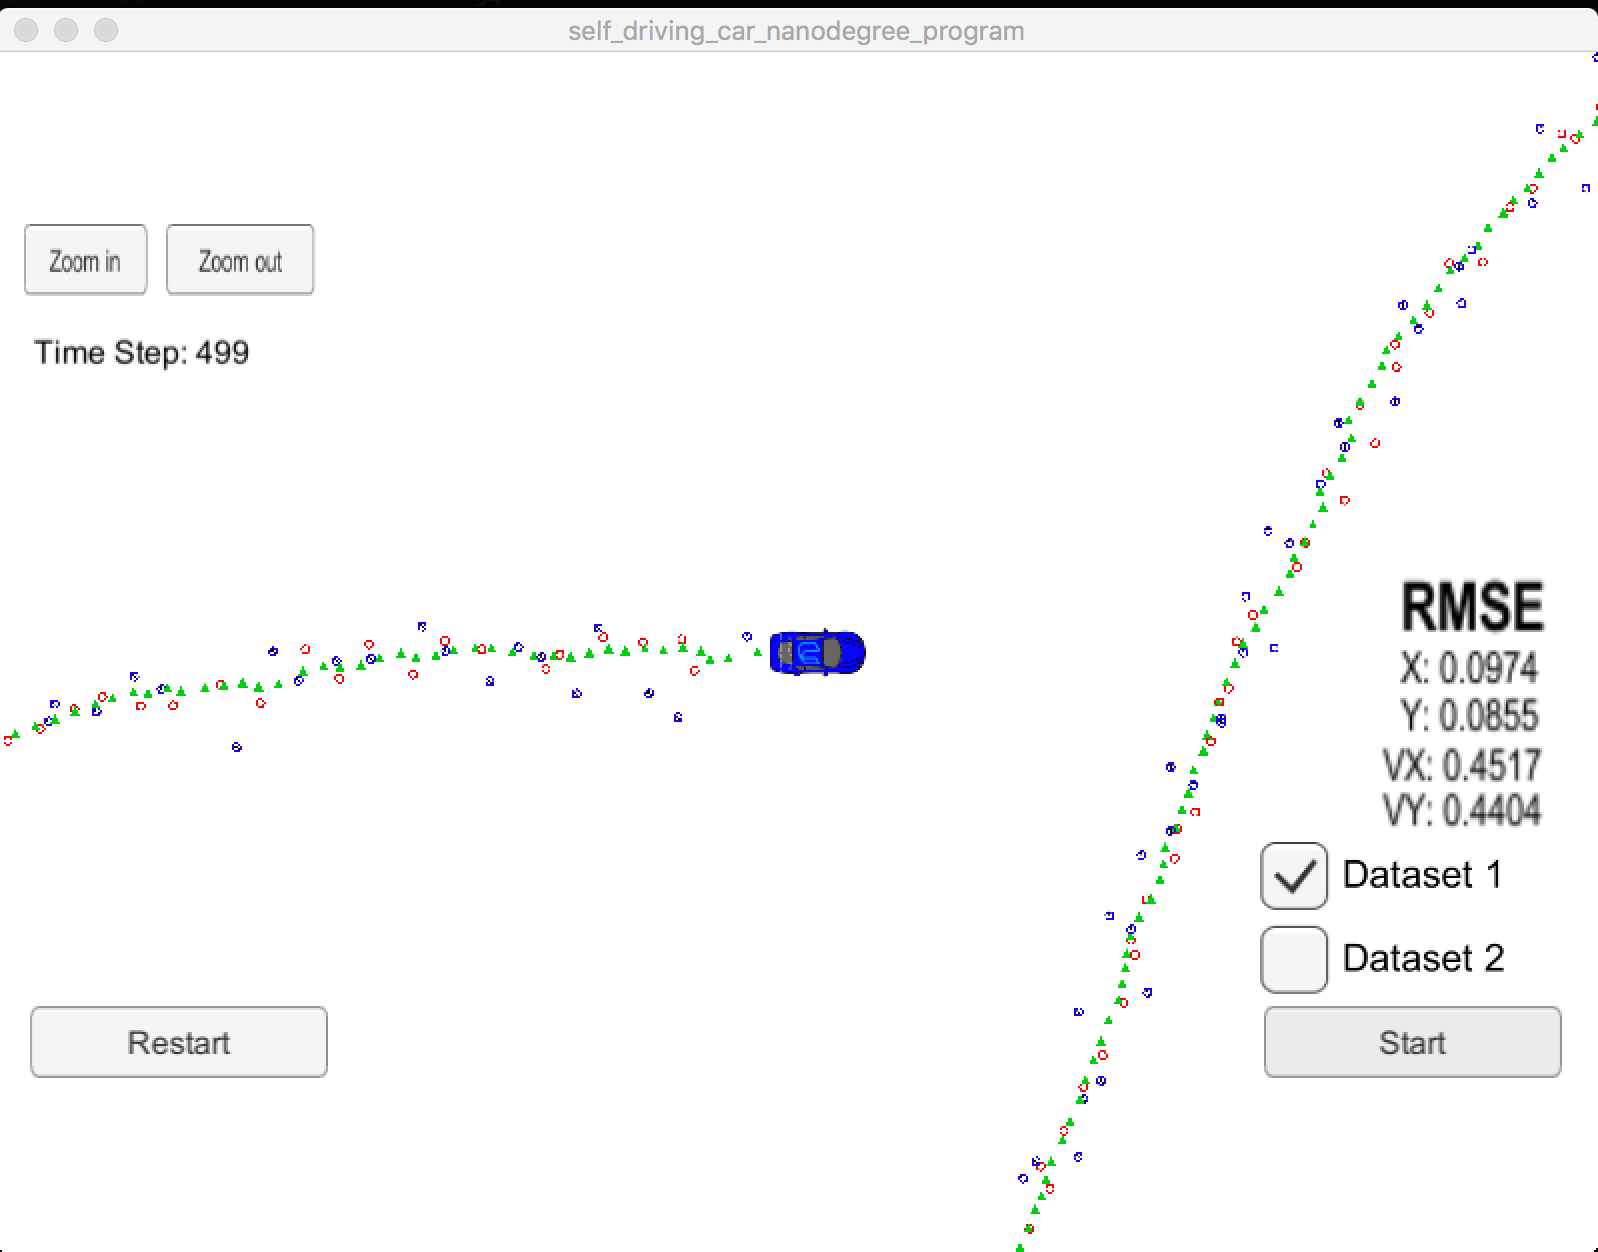 self_driving_car_nanodegree_program
Zoom in
Zoom out
Time Step: 499
RMSE
X: 0.0974
Y: 0.0855
VX: 0.4517
VY: 0.4404
Dataset 1
Dataset 2
Restart
Start